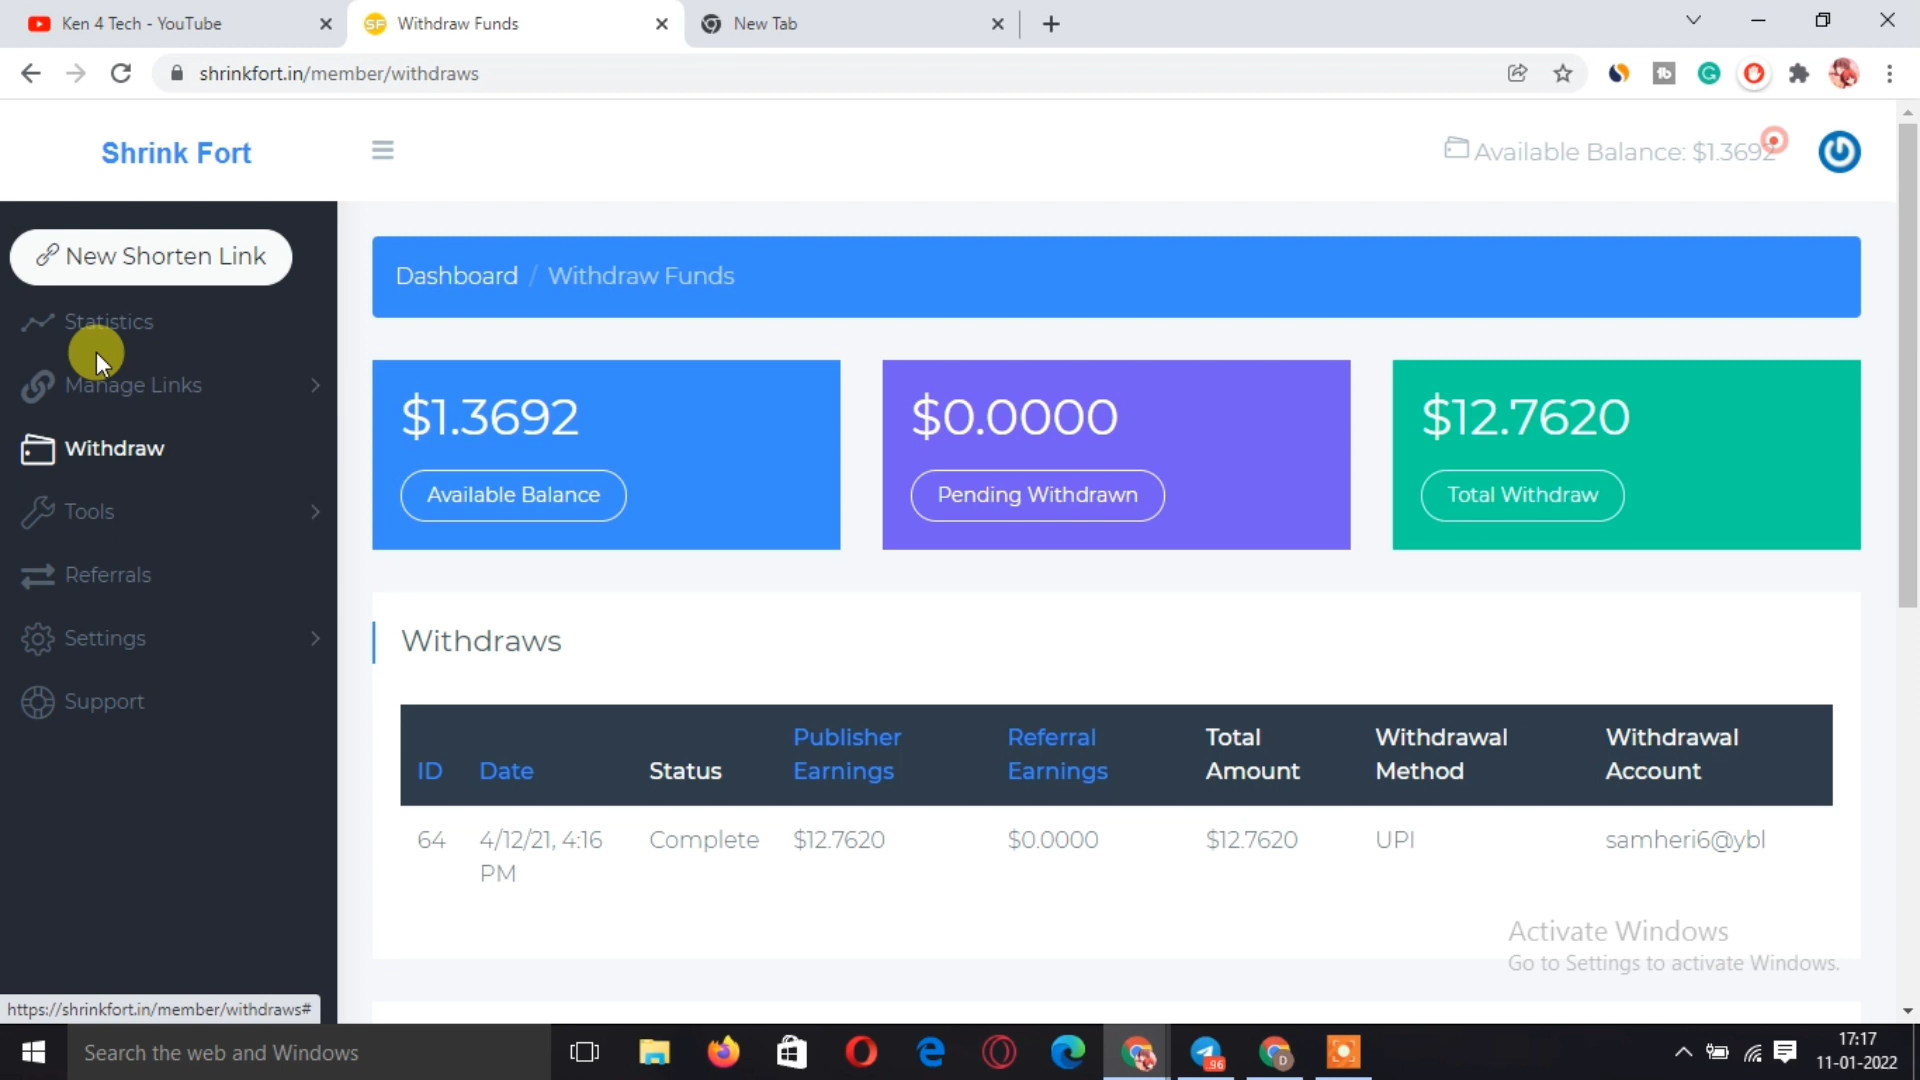 Ken 4 Tech - YouTube
SF Withdraw Funds
New Tab
shrinkfort.in/member/withdraws
Shrink Fort
Available Balance: $1.3692
New Shorten Link
Statistics
Manage Links
Withdraw
Tools
Referrals
Settings
Support
Dashboard / Withdraw Funds
$1.3692
Available Balance
$0.0000
Pending Withdrawn
$12.7620
Total Withdraw
Withdraws
ID Date Status Publisher Earnings Referral Earnings Total Amount Withdrawal Method Withdrawal Account
64 4/12/21, 4:16 PM Complete $12.7620 $0.0000 $12.7620 UPI samheri6@ybl
Activate Windows
Go to Settings to activate Windows.
https://shrinkfort.in/member/withdraws#
Search the web and Windows
96
D
17:17
11-01-2022